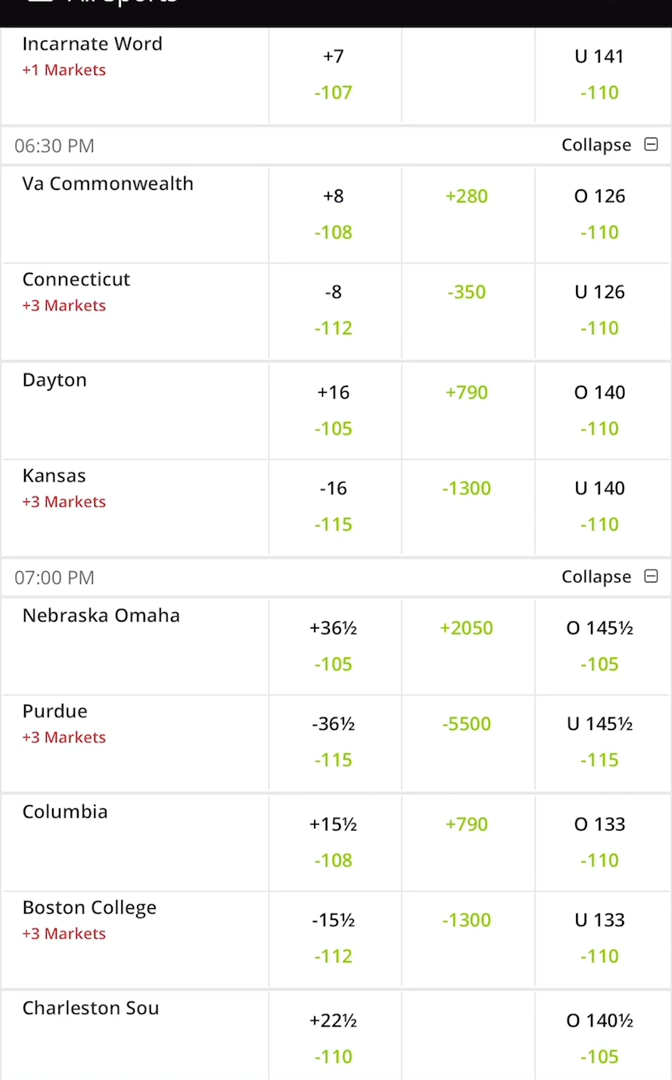 All Sports
Incarnate Word
+1 Markets
+7
-107
U 141
-110
06:30 PM
Collapse
Va Commonwealth
+8
-108
+280
O 126
-110
Connecticut
+3 Markets
-8
-112
-350
U 126
-110
Dayton
+16
-105
+790
O 140
-110
Kansas
+3 Markets
-16
-115
-1300
U 140
-110
07:00 PM
Collapse
Nebraska Omaha
+36½
-105
+2050
O 145½
-105
Purdue
+3 Markets
-36½
-115
-5500
U 145½
-115
Columbia
+15½
-108
+790
O 133
-110
Boston College
+3 Markets
-15½
-112
-1300
U 133
-110
Charleston Sou
+22½
-110
O 140½
-105